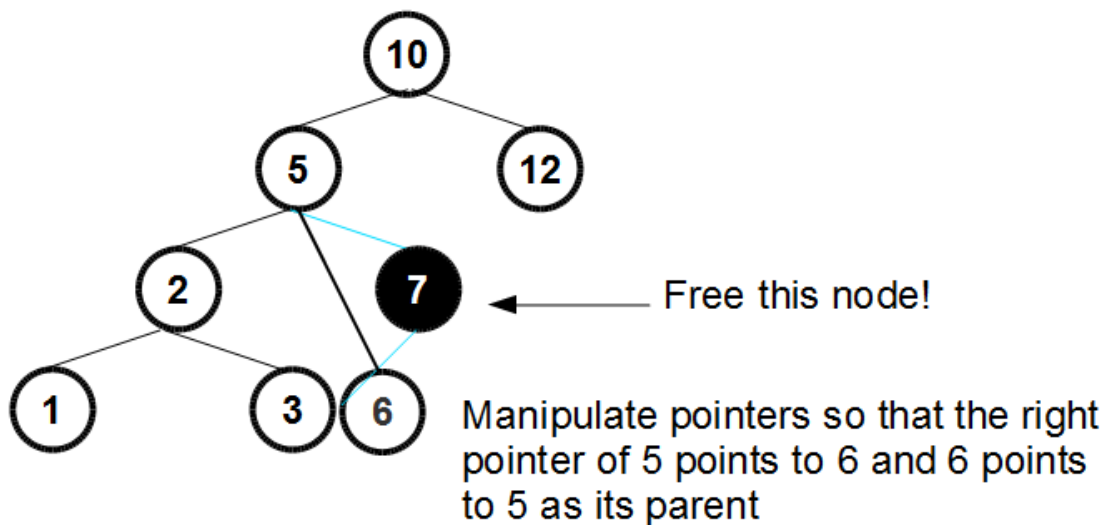 10
5
12
2
7
Free this node!
1
3
6
Manipulate pointers so that the right
pointer of 5 points to 6 and 6 points
to 5 as its parent